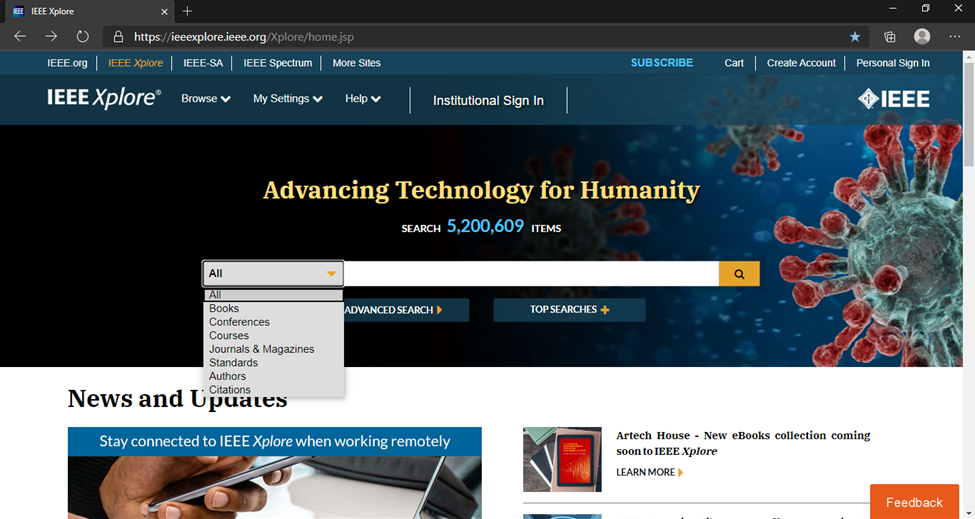 IEEE Xplore
https://ieeexplore.ieee.org/Xplore/home.jsp
IEEE.org IEEE Xplore IEEE-SA IEEE Spectrum More Sites SUBSCRIBE Cart Create Account Personal Sign In
IEEE Xplore® Browse My Settings Help Institutional Sign In IEEE
Advancing Technology for Humanity
SEARCH 5,200,609 ITEMS
All
All
Books
Conferences
Courses
Journals & Magazines
Standards
Authors
Citations
ADVANCED SEARCH TOP SEARCHES
News and Updates
Stay connected to IEEE Xplore when working remotely
Artech House - New eBooks collection coming
soon to IEEE Xplore
LEARN MORE
Feedback